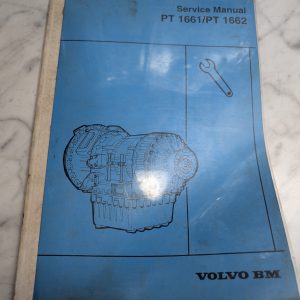 Service Manual
PT 1661/PT 1662
VOLVO BM